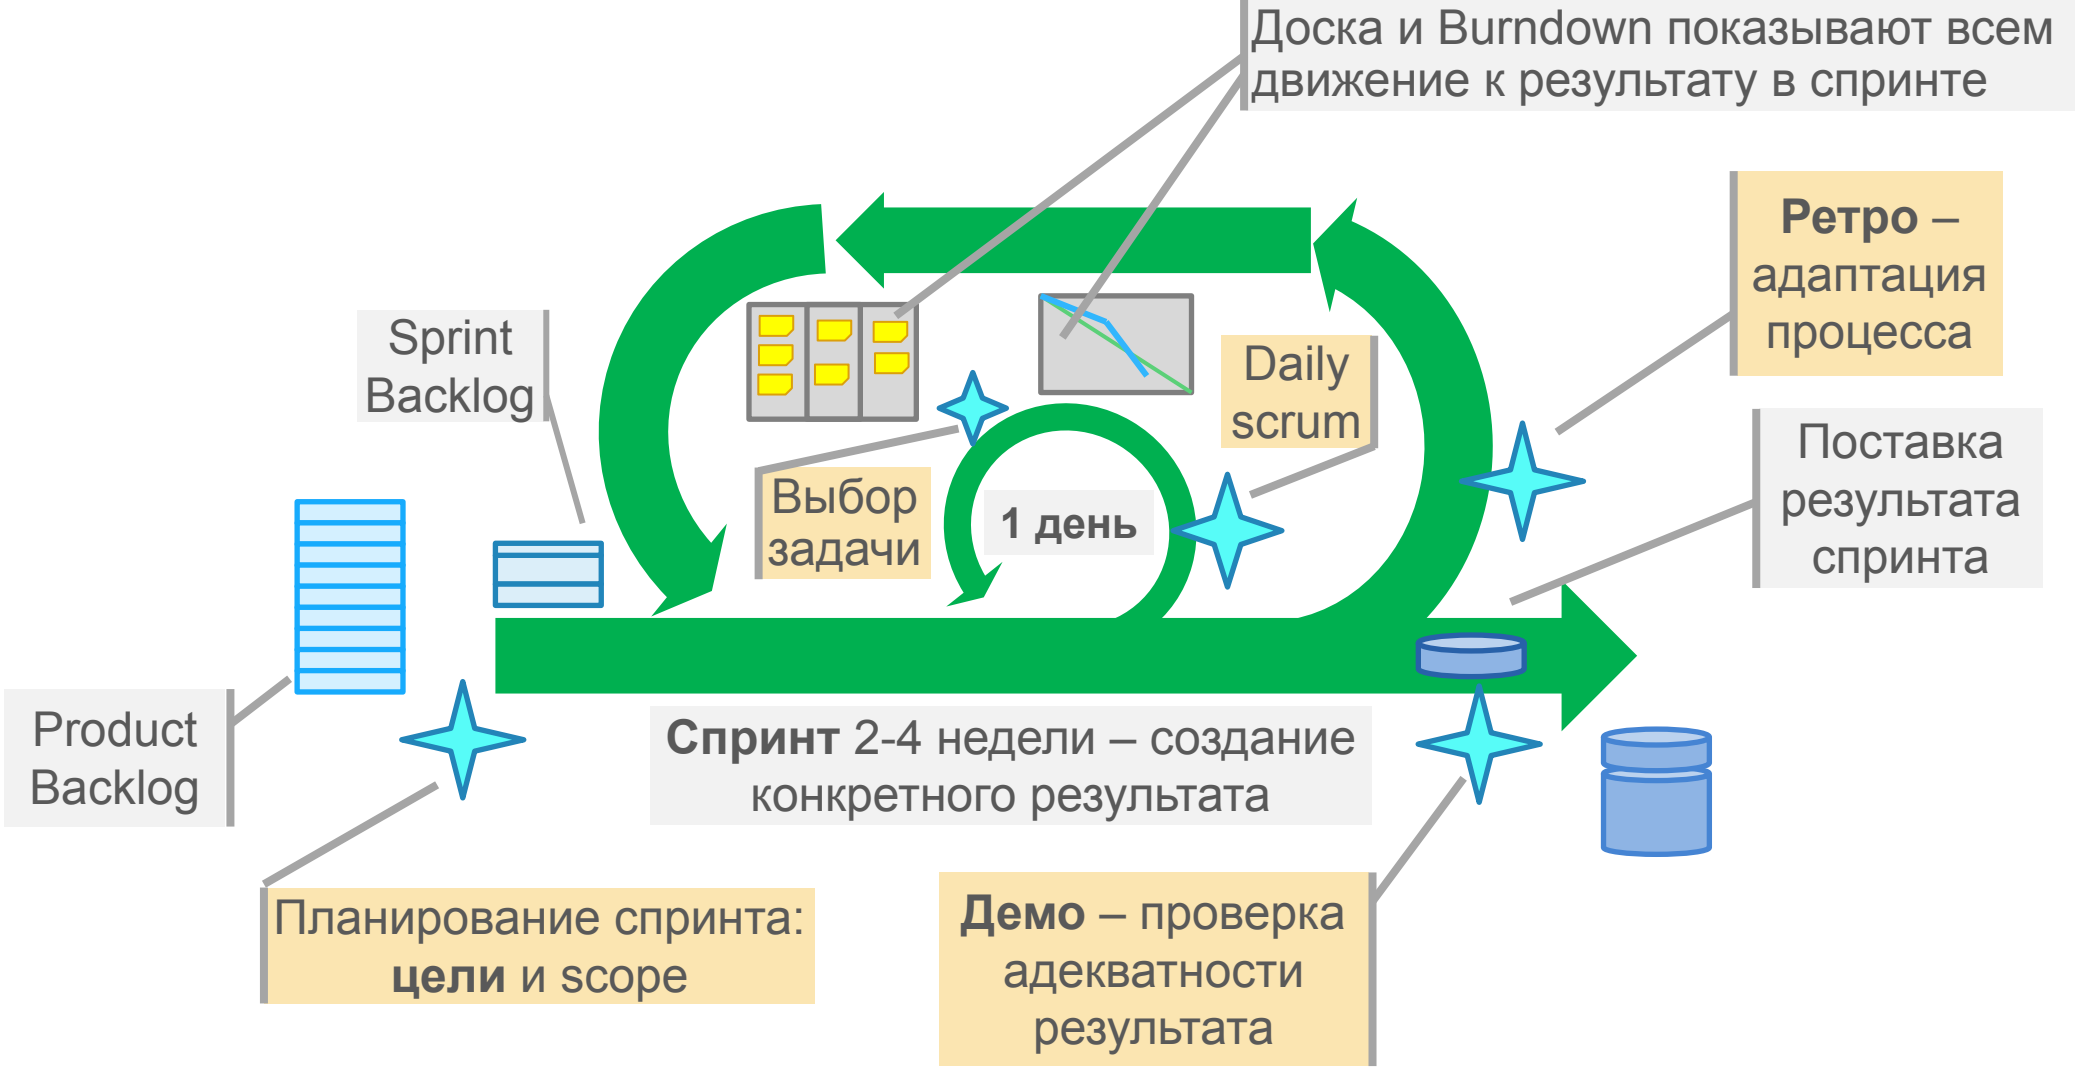 Доска и Burndown показывают всем
движение к результату в спринте
Ретро –
адаптация
процесса
Sprint
Backlog
Daily
scrum
Поставка
результата
спринта
Выбор
задачи
1 день
Product
Backlog
Спринт 2-4 недели – создание
конкретного результата
Планирование спринта:
цели и scope
Демо – проверка
адекватности
результата